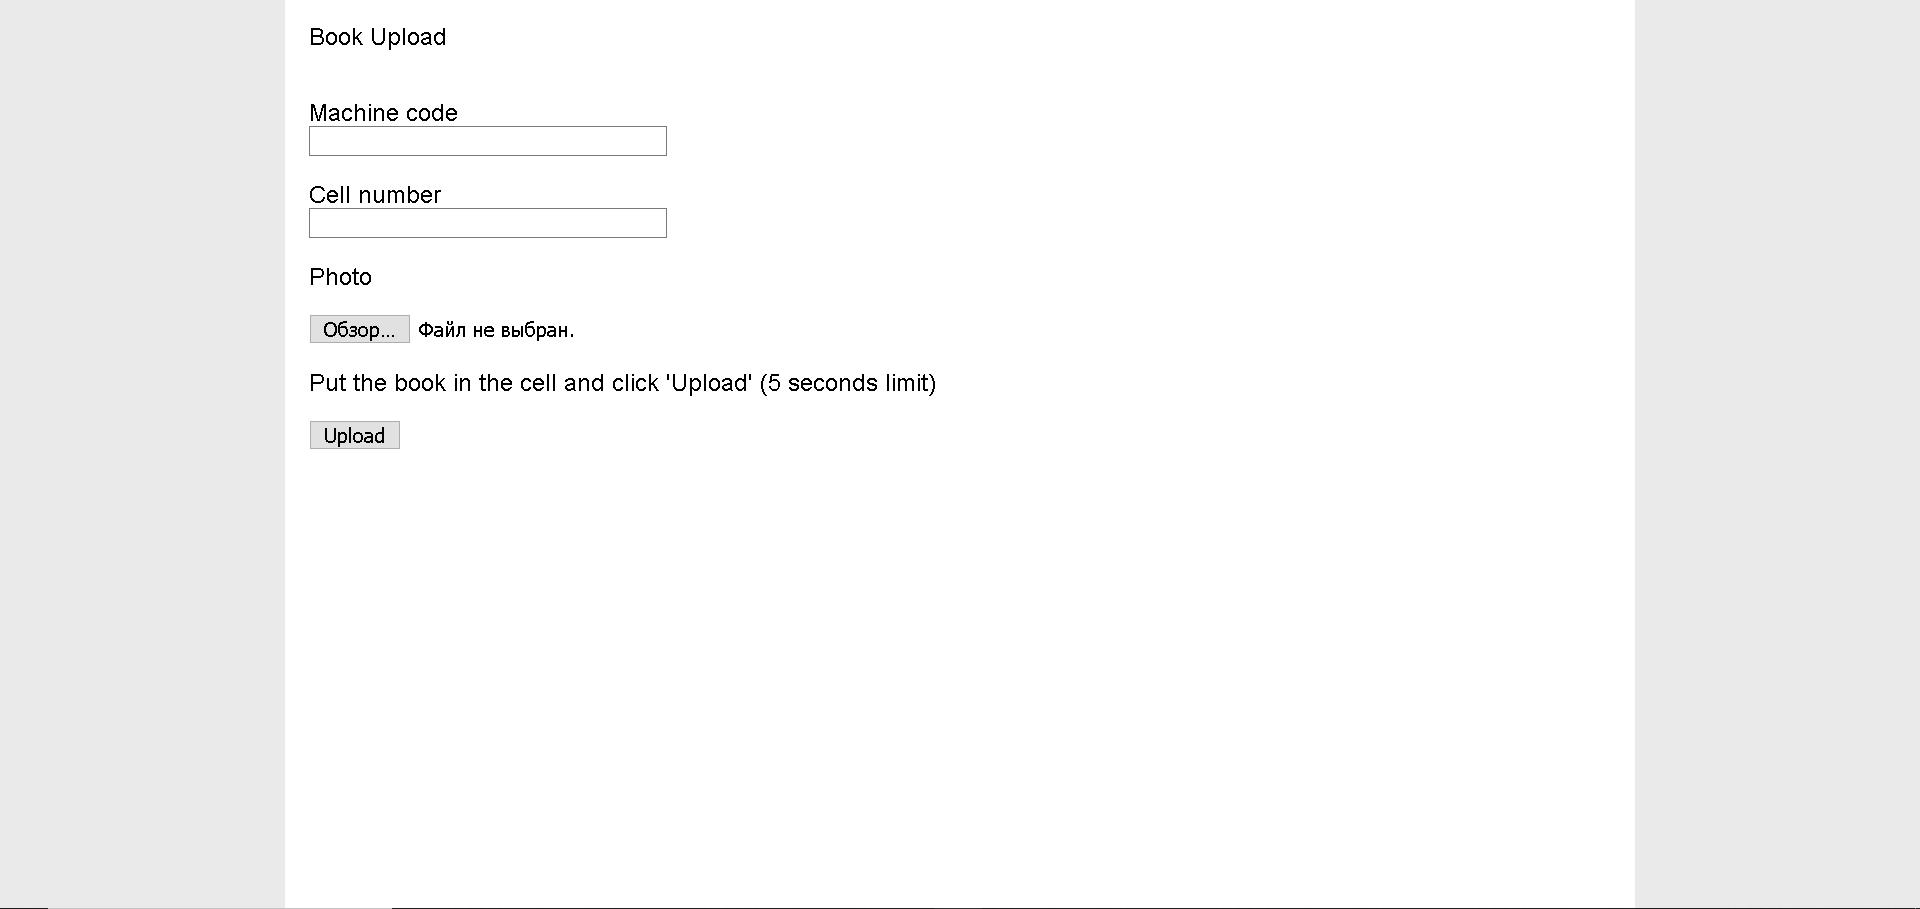 Book Upload
Machine code
Cell number
Photo
Обзор... Файл не выбран.
Put the book in the cell and click 'Upload' (5 seconds limit)
Upload